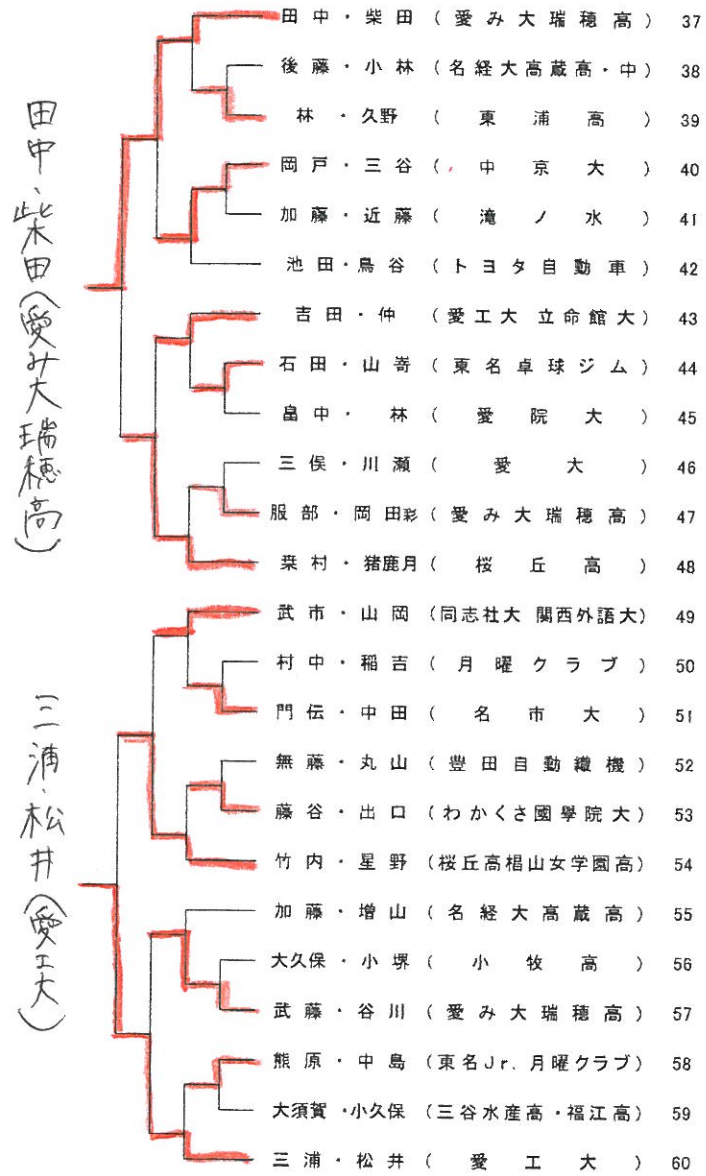 田中・柴田 (愛み大瑞穂高) 37
後藤・小林 (名経大高蔵高・中) 38
林・久野 (東浦高) 39
岡戸・三谷 (中京大) 40
加藤・近藤 (滝ノ水) 41
池田・鳥谷 (トヨタ自動車) 42
吉田・仲 (愛工大 立命館大) 43
石田・山嵜 (東名卓球ジム) 44
畠中・林 (愛院大) 45
三俣・川瀬 (愛大) 46
服部・岡田彩 (愛み大瑞穂高) 47
桒村・猪鹿月 (桜丘高) 48
田中・柴田(愛み大瑞穂高)
武市・山岡 (同志社大 関西外語大) 49
村中・稲吉 (月曜クラブ) 50
門伝・中田 (名市大) 51
無藤・丸山 (豊田自動織機) 52
藤谷・出口 (わかくさ國學院大) 53
竹内・星野 (桜丘高椙山女学園高) 54
加藤・増山 (名経大高蔵高) 55
大久保・小堺 (小牧高) 56
武藤・谷川 (愛み大瑞穂高) 57
熊原・中島 (東名Jr. 月曜クラブ) 58
大須賀・小久保 (三谷水産高・福江高) 59
三浦・松井 (愛工大) 60
三浦・松井(愛工大)